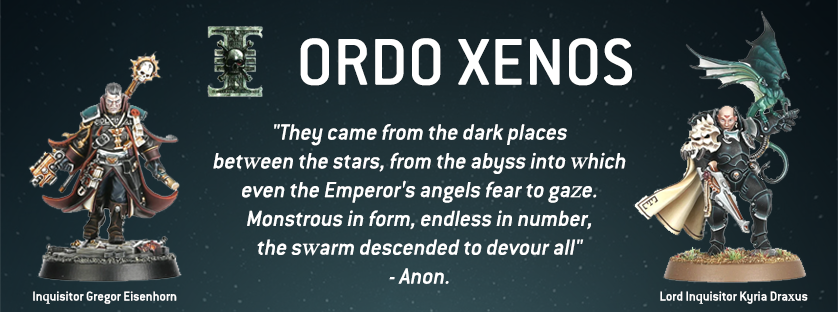 ORDO XENOS
"They came from the dark places
between the stars, from the abyss into which
even the Emperor's angels fear to gaze.
Monstrous in form, endless in number,
the swarm descended to devour all"
- Anon.
Inquisitor Gregor Eisenhorn
Lord Inquisitor Kyria Draxus